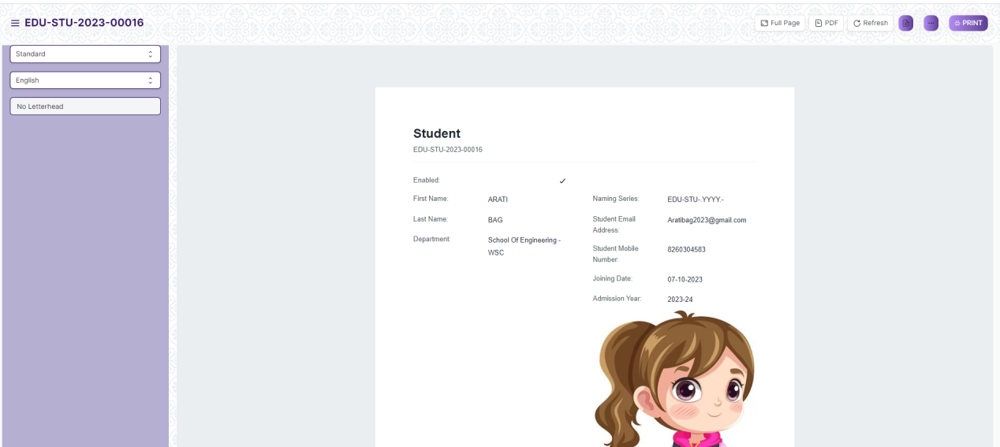 EDU-STU-2023-00016
Full Page
PDF
Refresh
...
PRINT
Standard
English
No Letterhead
Student
EDU-STU-2023-00016
Enabled:
First Name: ARATI
Last Name: BAG
Department: School Of Engineering -
WSC
Naming Series: EDU-STU-.YYYY.-
Student Email
Address:
Aratibag2023@gmail.com
Student Mobile
Number:
8260304583
Joining Date: 07-10-2023
Admission Year: 2023-24